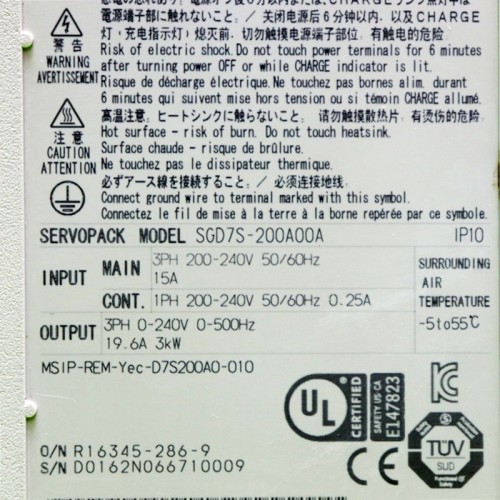 電源端子部に触れないこと。／关闭电源后6分钟以内，以及CHARGE
警告
灯（充电指示灯）熄灭前，切勿触摸电源端子部位，有触电的危险
WARNING
AVERTISSEMENT
Risk of electric shock. Do not touch power terminals for 6 minutes
after turning power OFF or while CHARGE indicator is lit.
Risque de décharge électrique. Ne touchez pas bornes alim. durant
6 minutes qui suivent mise hors tension ou si témoin CHARGE allumé.
注意
CAUTION
ATTENTION
高温注意。ヒートシンクに触らないこと。／请勿触摸散热片，有烫伤的危险
Hot surface - risk of burn. Do not touch heatsink.
Surface chaude - risque de brûlure.
Ne touchez pas le dissipateur thermique.
必ずアース線を接続すること。／必须连接地线
Connect ground wire to terminal marked with this symbol.
Connectez le fil de mise à la terre à la borne repérée par ce symbole.
SERVOPACK MODEL SGD7S-200A00A IP10
INPUT
MAIN 3PH 200-240V 50/60Hz
15A
CONT. 1PH 200-240V 50/60Hz 0.25A
SURROUNDING
AIR
TEMPERATURE
-5to55℃
OUTPUT
3PH 0-240V 0-500Hz
19.6A 3kW
MSIP-REM-Yec-D7S200A0-010
UL
CERTIFIED
SAFETY US CA
E147823
TÜV
SUD
CE
O/N R16345-286-9
S/N D0162N066710009